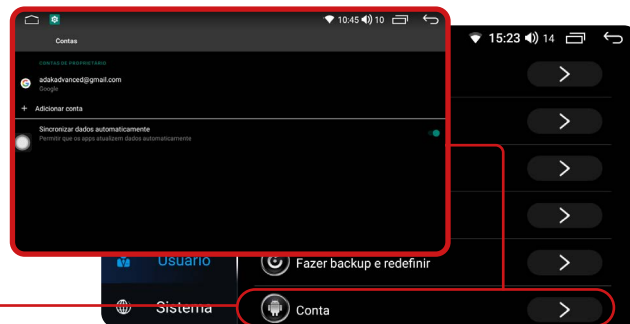 10:45 10
Contas
CONTAS DE PROPRIETÁRIO
adakadvanced@gmail.com
Google
+ Adicionar conta
Sincronizar dados automaticamente
Permitir que os apps atualizem dados automaticamente
15:23 14
Usuário
Fazer backup e redefinir
Sistema
Conta